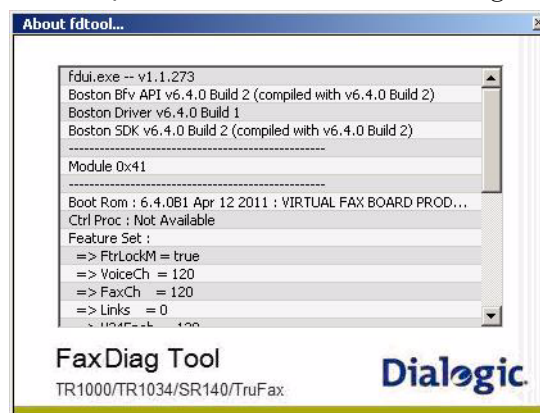 About fdtool...
fdui.exe -- v1.1.273
Boston Bfv API v6.4.0 Build 2 (compiled with v6.4.0 Build 2)
Boston Driver v6.4.0 Build 1
Boston SDK v6.4.0 Build 2 (compiled with v6.4.0 Build 2)
------------------------------------------------
Module 0x41
------------------------------------------------
Boot Rom : 6.4.0B1 Apr 12 2011 : VIRTUAL FAX BOARD PROD...
Ctrl Proc : Not Available
Feature Set :
=> FtrLockM = true
=> VoiceCh = 120
=> FaxCh = 120
=> Links = 0
FaxDiag Tool
TR1000/TR1034/SR140/TruFax
Dialogic.